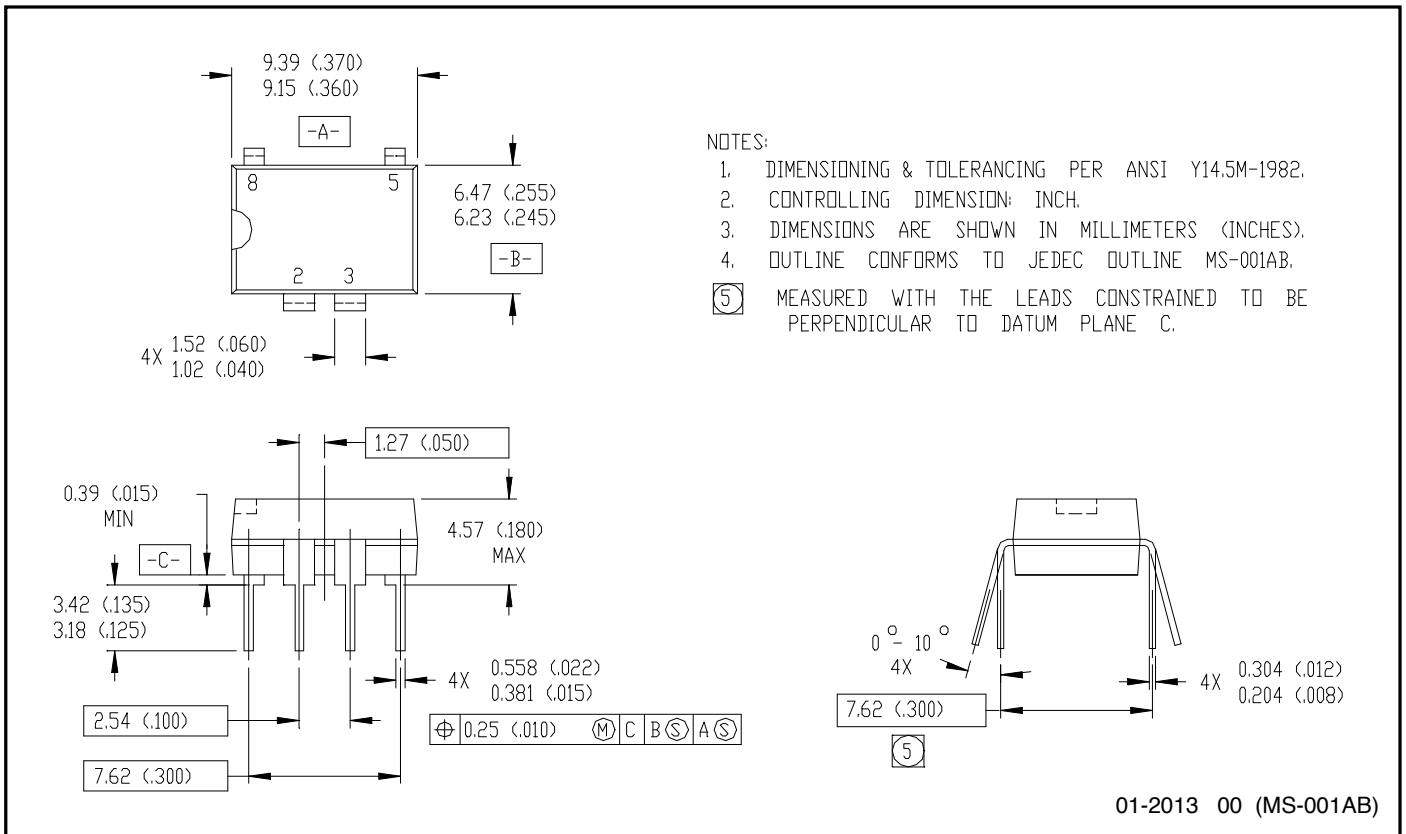 9.39 (.370)
9.15 (.360)
-A-
8
5
6.47 (.255)
6.23 (.245)
-B-
2
3
4X
1.52 (.060)
1.02 (.040)
NOTES:
1. DIMENSIONING & TOLERANCING PER ANSI Y14.5M-1982.
2. CONTROLLING DIMENSION: INCH.
3. DIMENSIONS ARE SHOWN IN MILLIMETERS (INCHES).
4. OUTLINE CONFORMS TO JEDEC OUTLINE MS-001AB.
5 MEASURED WITH THE LEADS CONSTRAINED TO BE
PERPENDICULAR TO DATUM PLANE C.
1.27 (.050)
0.39 (.015)
MIN
-C-
4.57 (.180)
MAX
3.42 (.135)
3.18 (.125)
4X
0.558 (.022)
0.381 (.015)
2.54 (.100)
⌖ 0.25 (.010) Ⓜ C B Ⓢ A Ⓢ
7.62 (.300)
0° - 10°
4X
4X
0.304 (.012)
0.204 (.008)
7.62 (.300)
5
01-2013 00 (MS-001AB)